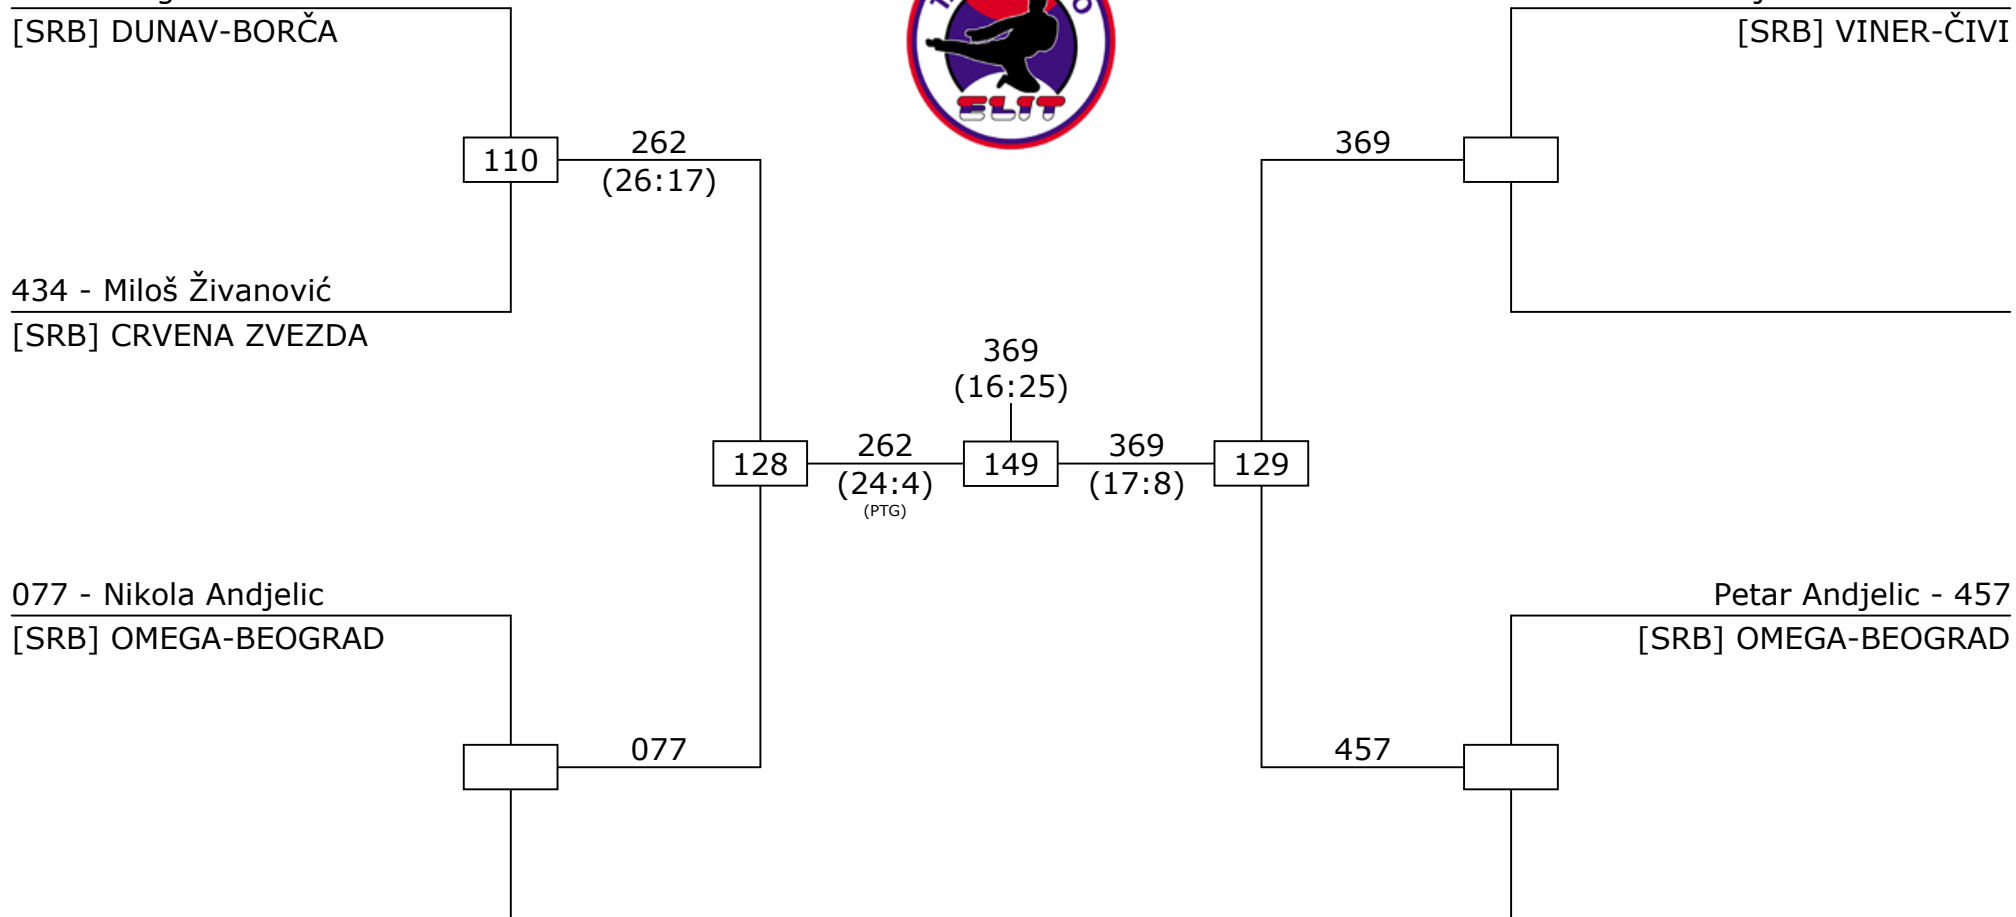 [SRB] DUNAV-BORČA
[SRB] VINER-ČIVI
ELIT
110
262
(26:17)
369
434 - Miloš Živanović
[SRB] CRVENA ZVEZDA
369
(16:25)
128
262
(24:4)
(PTG)
149
369
(17:8)
129
077 - Nikola Andjelic
[SRB] OMEGA-BEOGRAD
Petar Andjelic - 457
[SRB] OMEGA-BEOGRAD
077
457